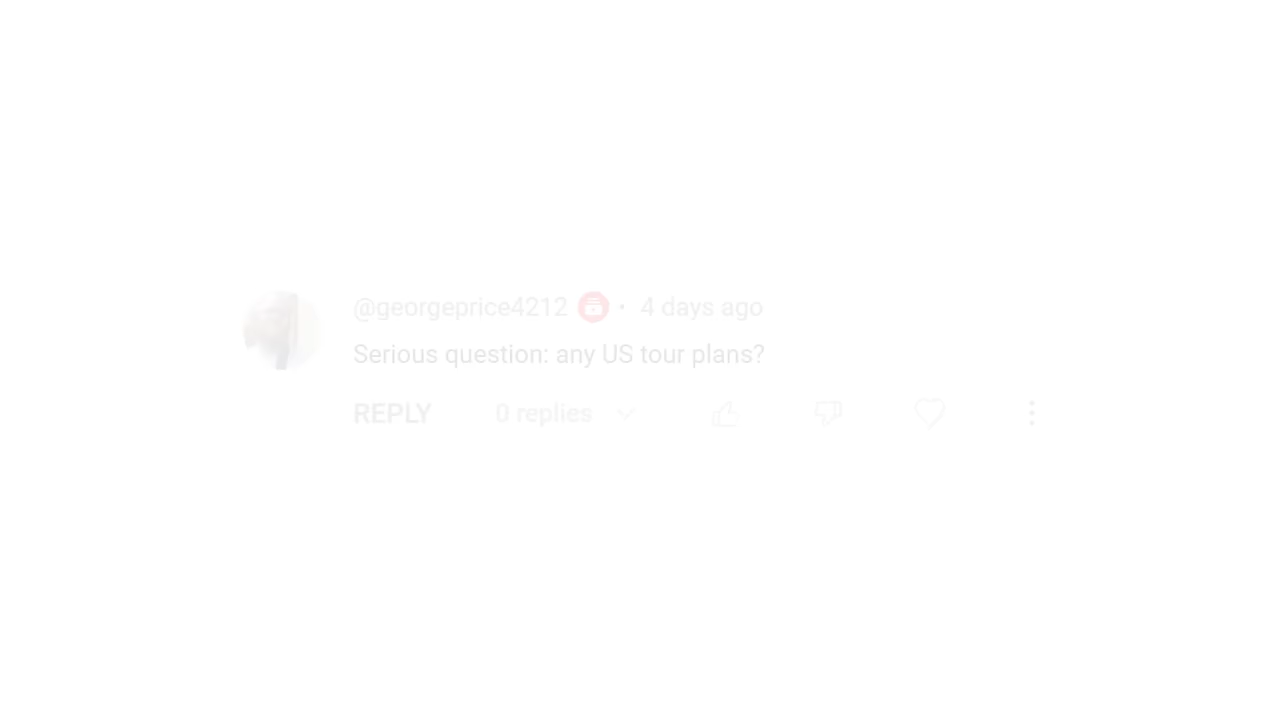 @georgeprice4212 · 4 days ago
Serious question: any US tour plans?
REPLY 0 replies